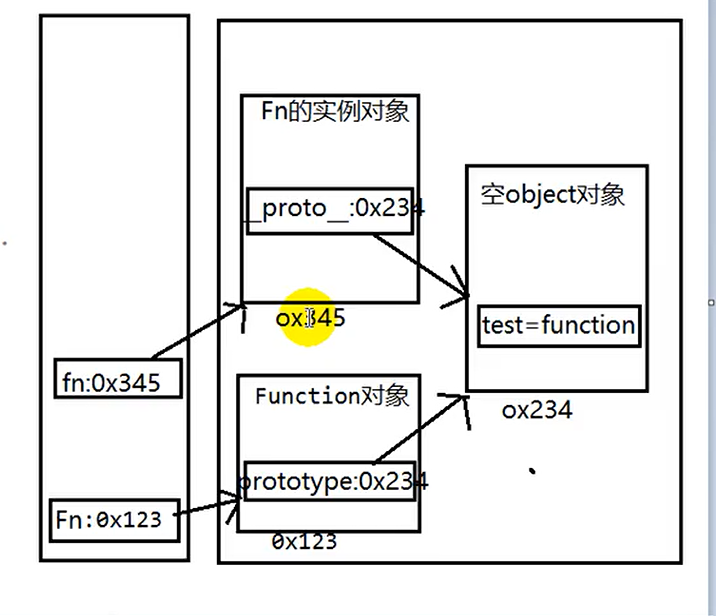 Fn的实例对象
__proto__:0x234
空object对象
ox345
test=function
fn:0x345
Function对象
ox234
prototype:0x234
Fn:0x123
0x123